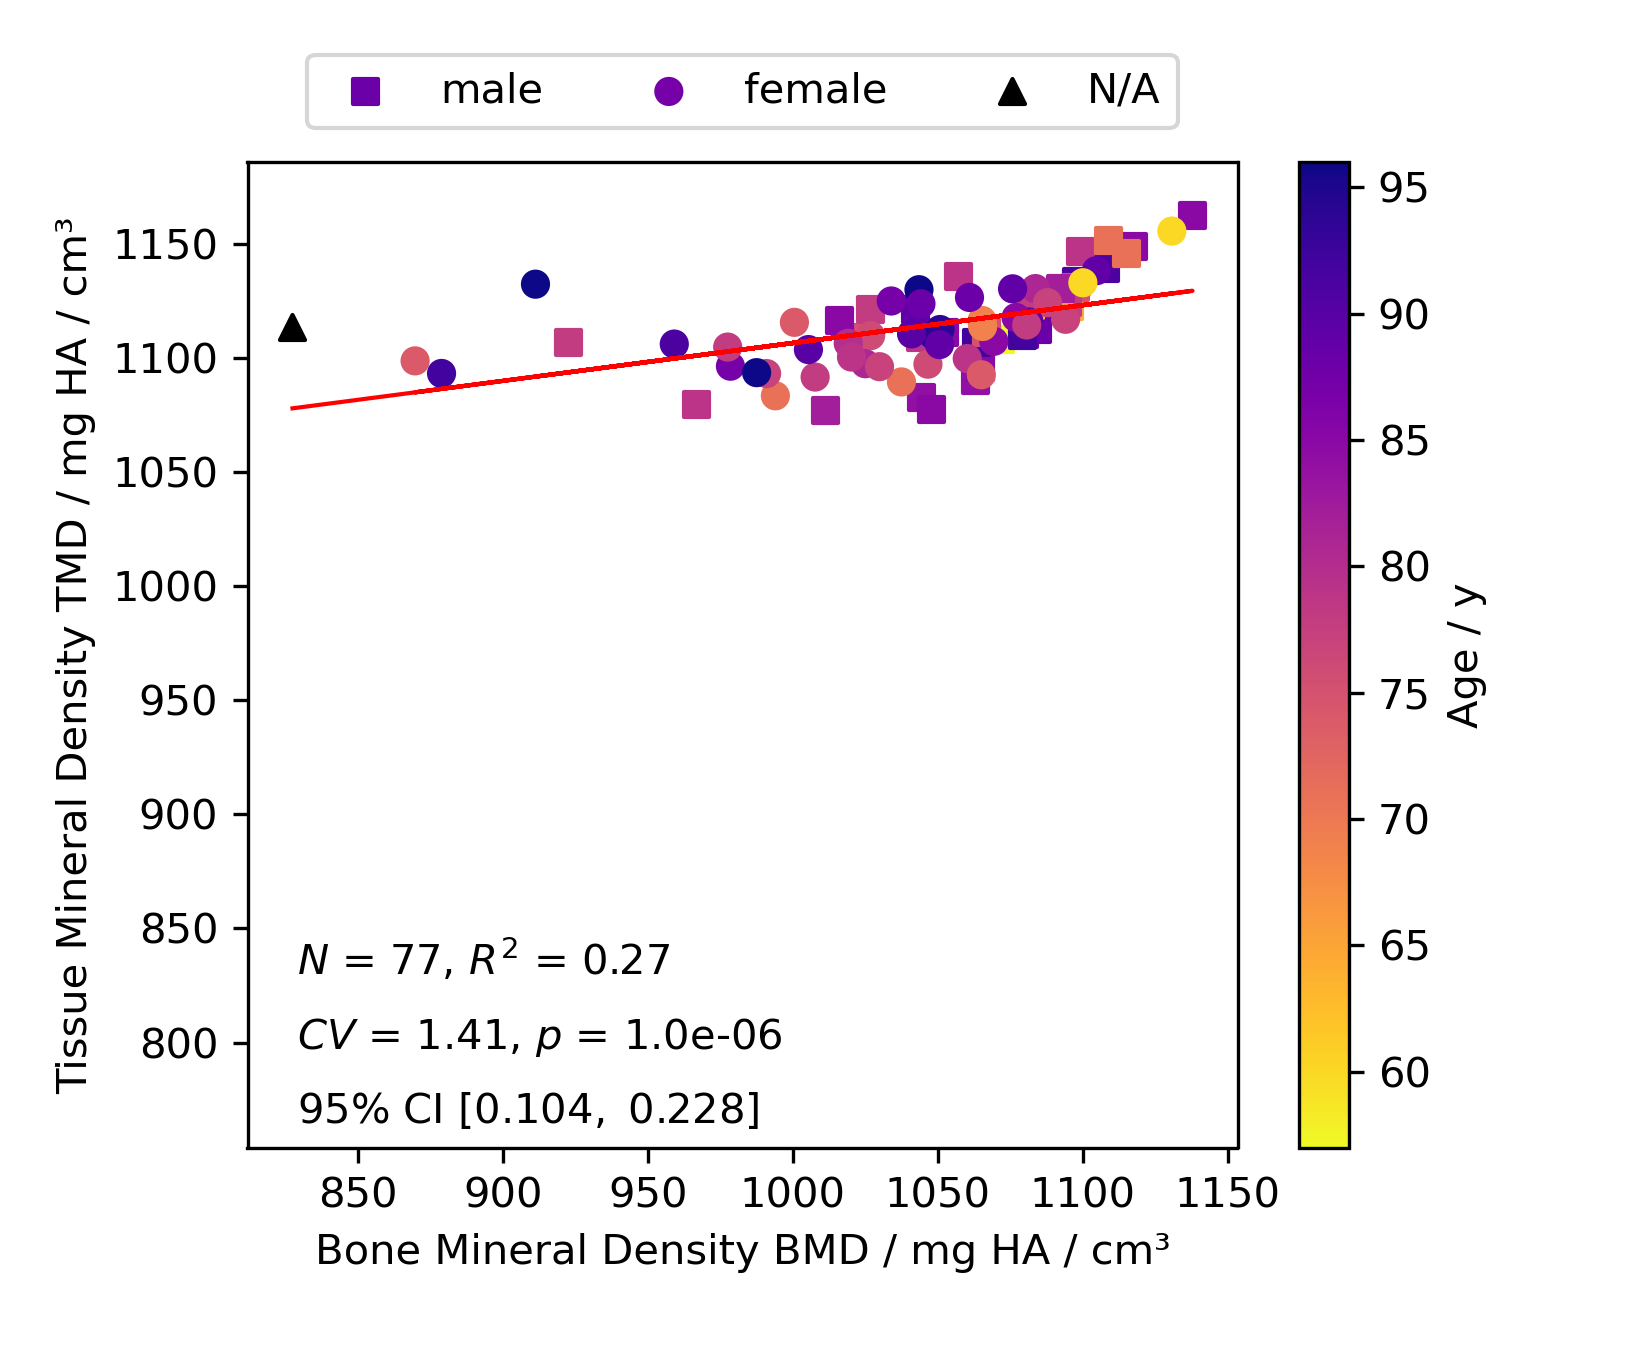 male female N/A
1150
1100
1050
1000
950
900
850
800
Tissue Mineral Density TMD / mg HA / cm³
N = 77, R² = 0.27
CV = 1.41, p = 1.0e-06
95% CI [0.104, 0.228]
850 900 950 1000 1050 1100 1150
Bone Mineral Density BMD / mg HA / cm³
95
90
85
80
75
70
65
60
Age / y